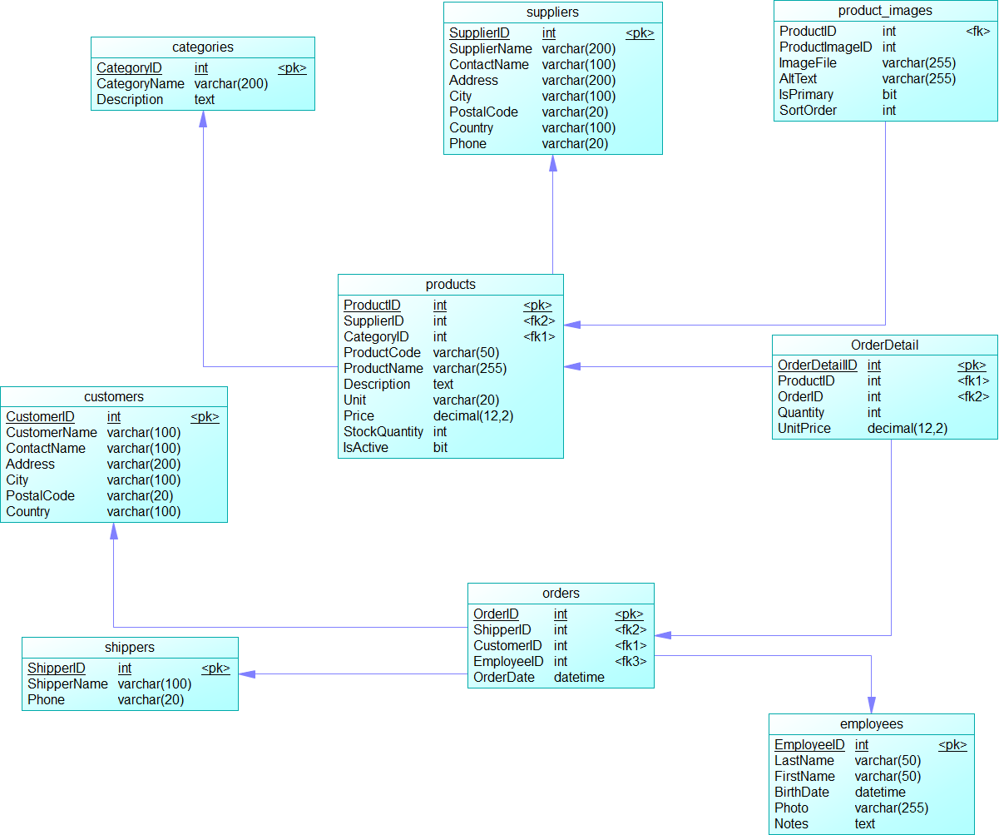 categories
CategoryID int <pk>
CategoryName varchar(200)
Description text
suppliers
SupplierID int <pk>
SupplierName varchar(200)
ContactName varchar(100)
Address varchar(200)
City varchar(100)
PostalCode varchar(20)
Country varchar(100)
Phone varchar(20)
product_images
ProductID int <fk>
ProductImageID int
ImageFile varchar(255)
AltText varchar(255)
IsPrimary bit
SortOrder int
products
ProductID int <pk>
SupplierID int <fk2>
CategoryID int <fk1>
ProductCode varchar(50)
ProductName varchar(255)
Description text
Unit varchar(20)
Price decimal(12,2)
StockQuantity int
IsActive bit
OrderDetail
OrderDetailID int <pk>
ProductID int <fk1>
OrderID int <fk2>
Quantity int
UnitPrice decimal(12,2)
customers
CustomerID int <pk>
CustomerName varchar(100)
ContactName varchar(100)
Address varchar(200)
City varchar(100)
PostalCode varchar(20)
Country varchar(100)
orders
OrderID int <pk>
ShipperID int <fk2>
CustomerID int <fk1>
EmployeeID int <fk3>
OrderDate datetime
shippers
ShipperID int <pk>
ShipperName varchar(100)
Phone varchar(20)
employees
EmployeeID int <pk>
LastName varchar(50)
FirstName varchar(50)
BirthDate datetime
Photo varchar(255)
Notes text